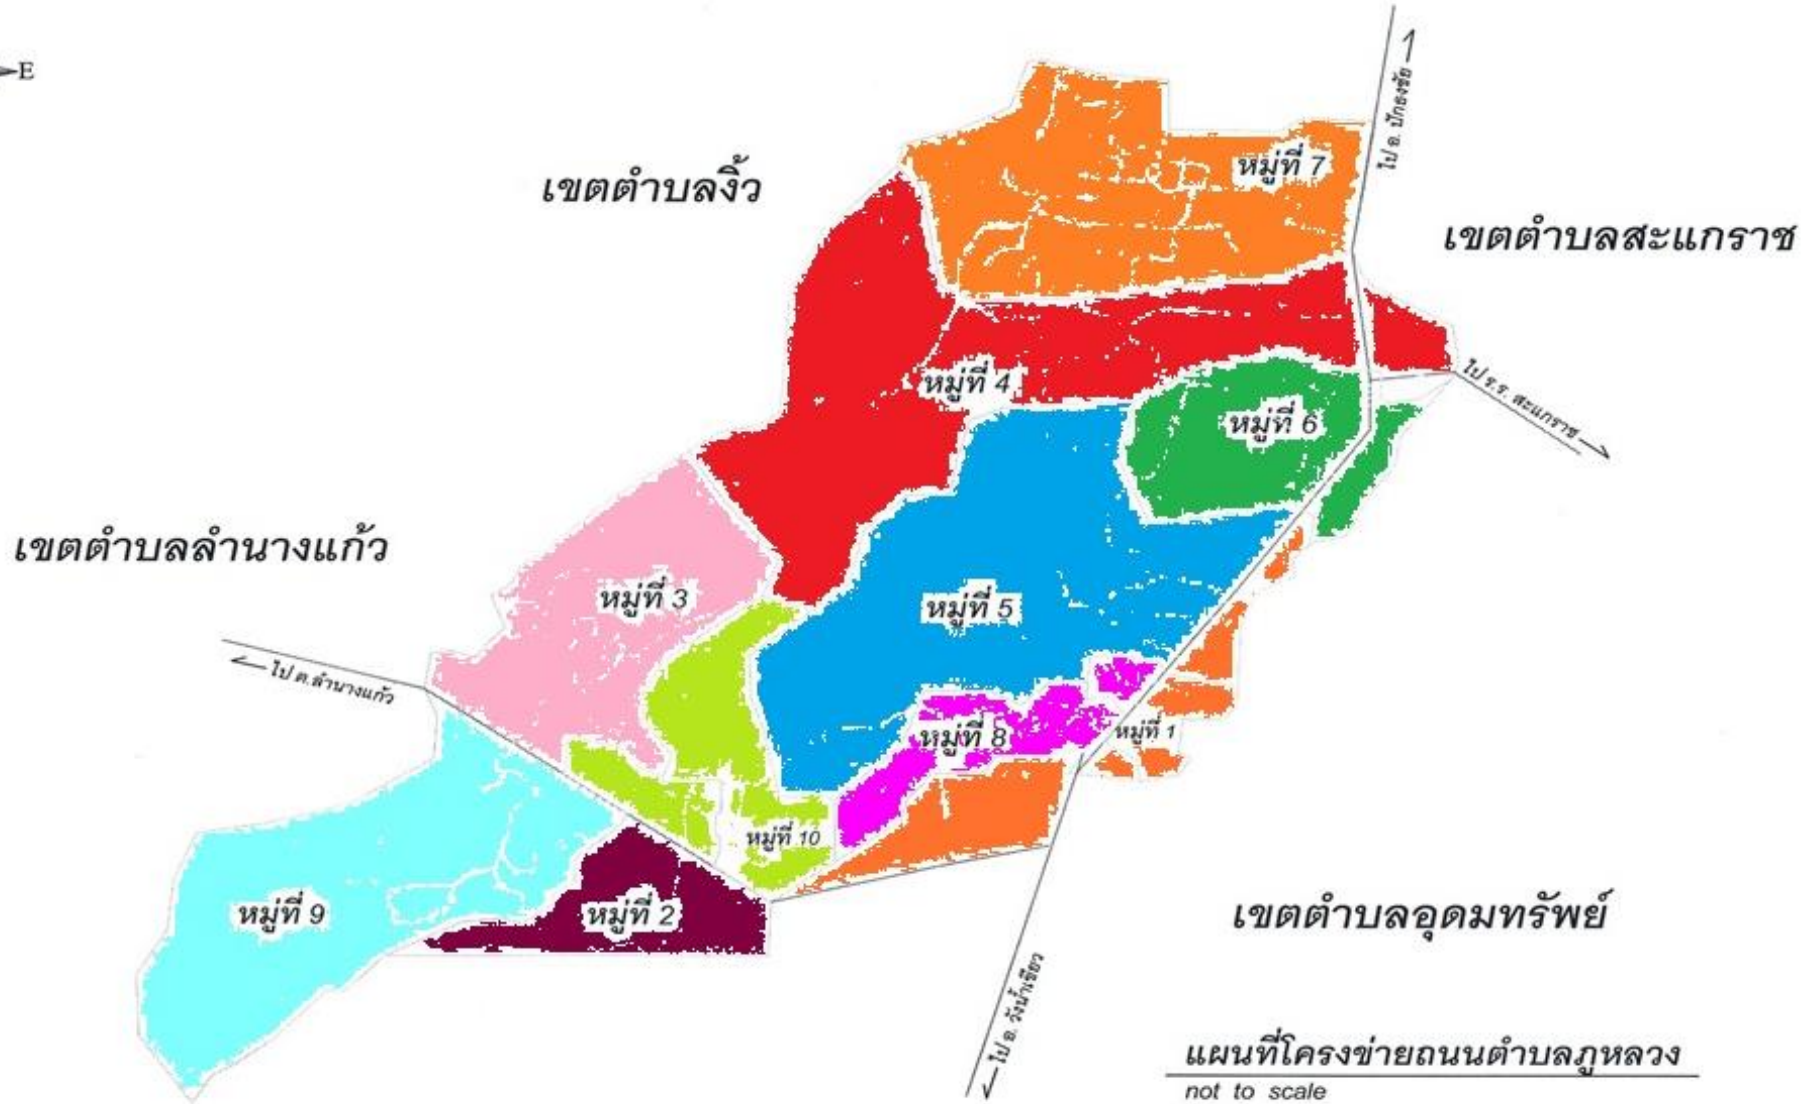 E
ไป อ. ปักธงชัย
หมู่ที่ 7
เขตตำบลงิ้ว
เขตตำบลสะแกราช
หมู่ที่ 4
ไป ร.ร. สะแกราช
หมู่ที่ 6
เขตตำบลลำนางแก้ว
หมู่ที่ 3
หมู่ที่ 5
ไป ต.ลำนางแก้ว
หมู่ที่ 8
หมู่ที่ 1
หมู่ที่ 10
หมู่ที่ 9
หมู่ที่ 2
เขตตำบลอุดมทรัพย์
ไป อ. วังน้ำเขียว
แผนที่โครงข่ายถนนตำบลภูหลวง
not to scale